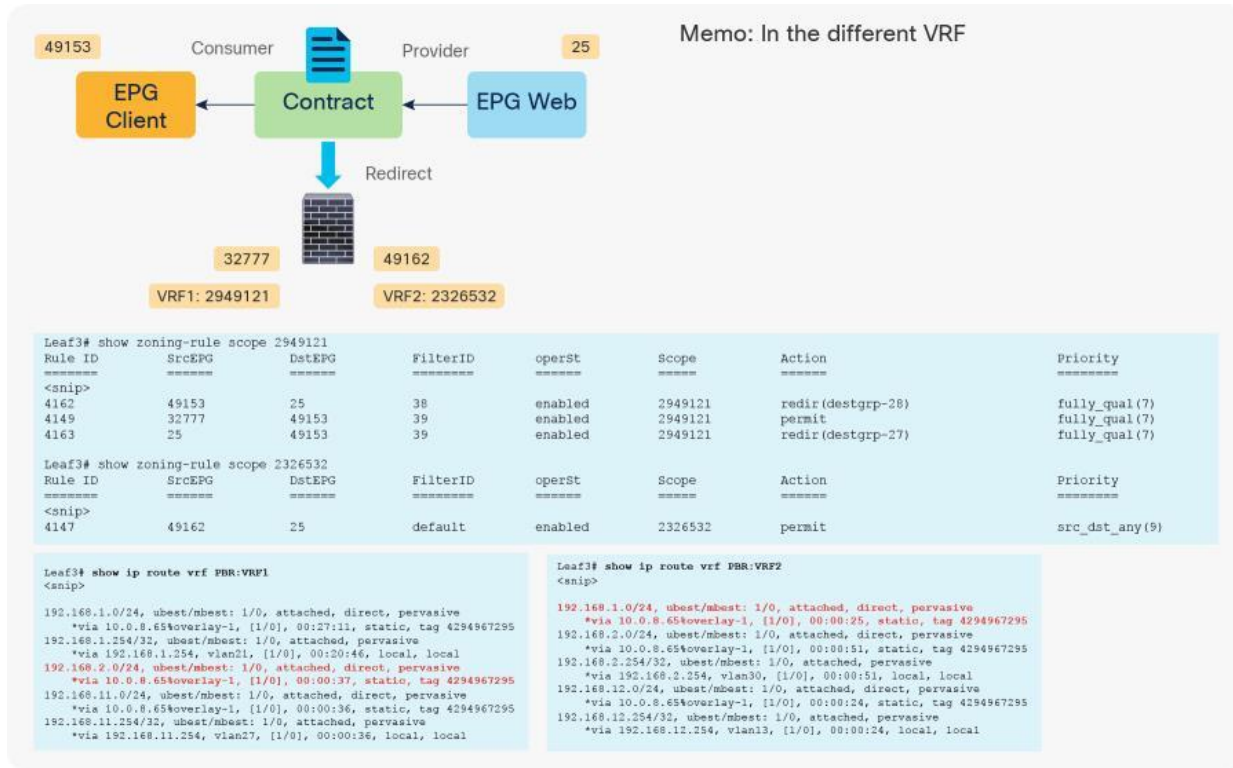 Memo: In the different VRF
49153
Consumer
Provider
25
EPG
Client
Contract
EPG Web
Redirect
32777
49162
VRF1: 2949121
VRF2: 2326532
Leaf3# show zoning-rule scope 2949121
Rule ID SrcEPG DstEPG FilterID operSt Scope Action Priority
======= ====== ====== ======== ====== ===== ====== ========
<snip>
4162 49153 25 38 enabled 2949121 redir(destgrp-28) fully_qual(7)
4149 32777 49153 39 enabled 2949121 permit fully_qual(7)
4163 25 49153 39 enabled 2949121 redir(destgrp-27) fully_qual(7)
Leaf3# show zoning-rule scope 2326532
Rule ID SrcEPG DstEPG FilterID operSt Scope Action Priority
======= ====== ====== ======== ====== ===== ====== ========
<snip>
4147 49162 25 default enabled 2326532 permit src_dst_any(9)
Leaf3# show ip route vrf PBR:VRF1
<snip>
192.168.1.0/24, ubest/mbest: 1/0, attached, direct, pervasive
*via 10.0.8.65%overlay-1, [1/0], 00:27:11, static, tag 4294967295
192.168.1.254/32, ubest/mbest: 1/0, attached, pervasive
*via 192.168.1.254, vlan21, [1/0], 00:20:46, local, local
192.168.2.0/24, ubest/mbest: 1/0, attached, direct, pervasive
*via 10.0.8.65%overlay-1, [1/0], 00:00:37, static, tag 4294967295
192.168.11.0/24, ubest/mbest: 1/0, attached, direct, pervasive
*via 10.0.8.65%overlay-1, [1/0], 00:00:36, static, tag 4294967295
192.168.11.254/32, ubest/mbest: 1/0, attached, pervasive
*via 192.168.11.254, vlan27, [1/0], 00:00:36, local, local
Leaf3# show ip route vrf PBR:VRF2
<snip>
192.168.1.0/24, ubest/mbest: 1/0, attached, direct, pervasive
*via 10.0.8.65%overlay-1, [1/0], 00:00:25, static, tag 4294967295
192.168.2.0/24, ubest/mbest: 1/0, attached, direct, pervasive
*via 10.0.8.65%overlay-1, [1/0], 00:00:51, static, tag 4294967295
192.168.2.254/32, ubest/mbest: 1/0, attached, pervasive
*via 192.168.2.254, vlan30, [1/0], 00:00:51, local, local
192.168.12.0/24, ubest/mbest: 1/0, attached, direct, pervasive
*via 10.0.8.65%overlay-1, [1/0], 00:00:24, static, tag 4294967295
192.168.12.254/32, ubest/mbest: 1/0, attached, pervasive
*via 192.168.12.254, vlan13, [1/0], 00:00:24, local, local